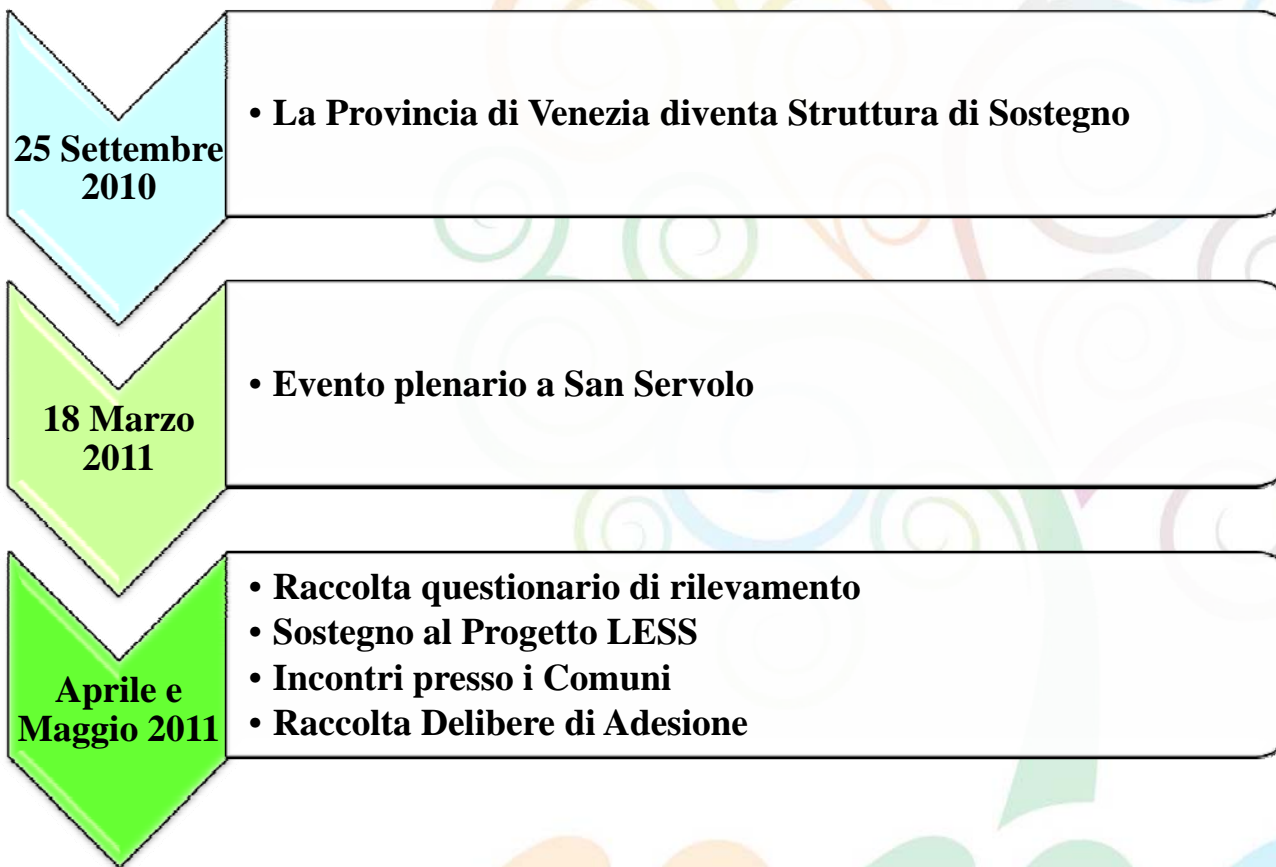 25 Settembre
2010
• La Provincia di Venezia diventa Struttura di Sostegno
18 Marzo
2011
• Evento plenario a San Servolo
Aprile e
Maggio 2011
• Raccolta questionario di rilevamento
• Sostegno al Progetto LESS
• Incontri presso i Comuni
• Raccolta Delibere di Adesione